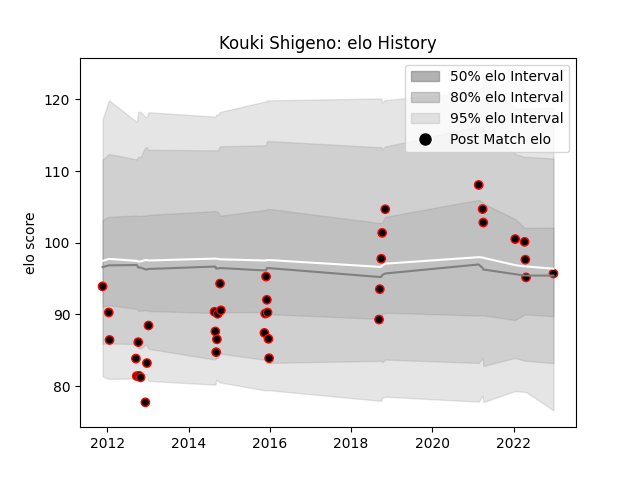 Kouki Shigeno: elo History
50% elo Interval
80% elo Interval
95% elo Interval
Post Match elo
elo score
120
110
100
90
80
2012
2014
2016
2018
2020
2022